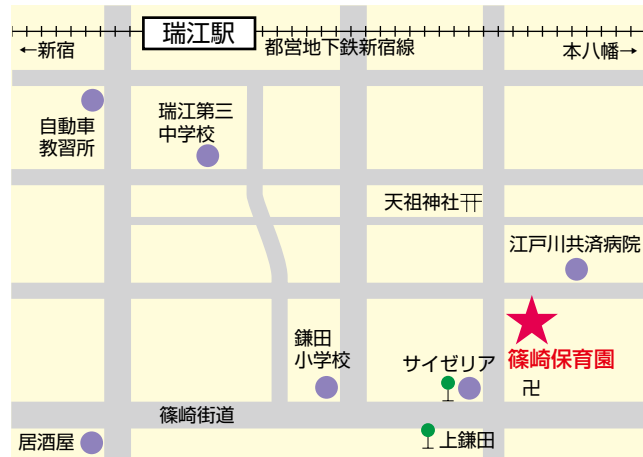 瑞江駅
←新宿
都営地下鉄新宿線
本八幡→
自動車
教習所
瑞江第三
中学校
天祖神社
江戸川共済病院
鎌田
小学校
サイゼリア
篠崎保育園
卍
篠崎街道
居酒屋
上鎌田